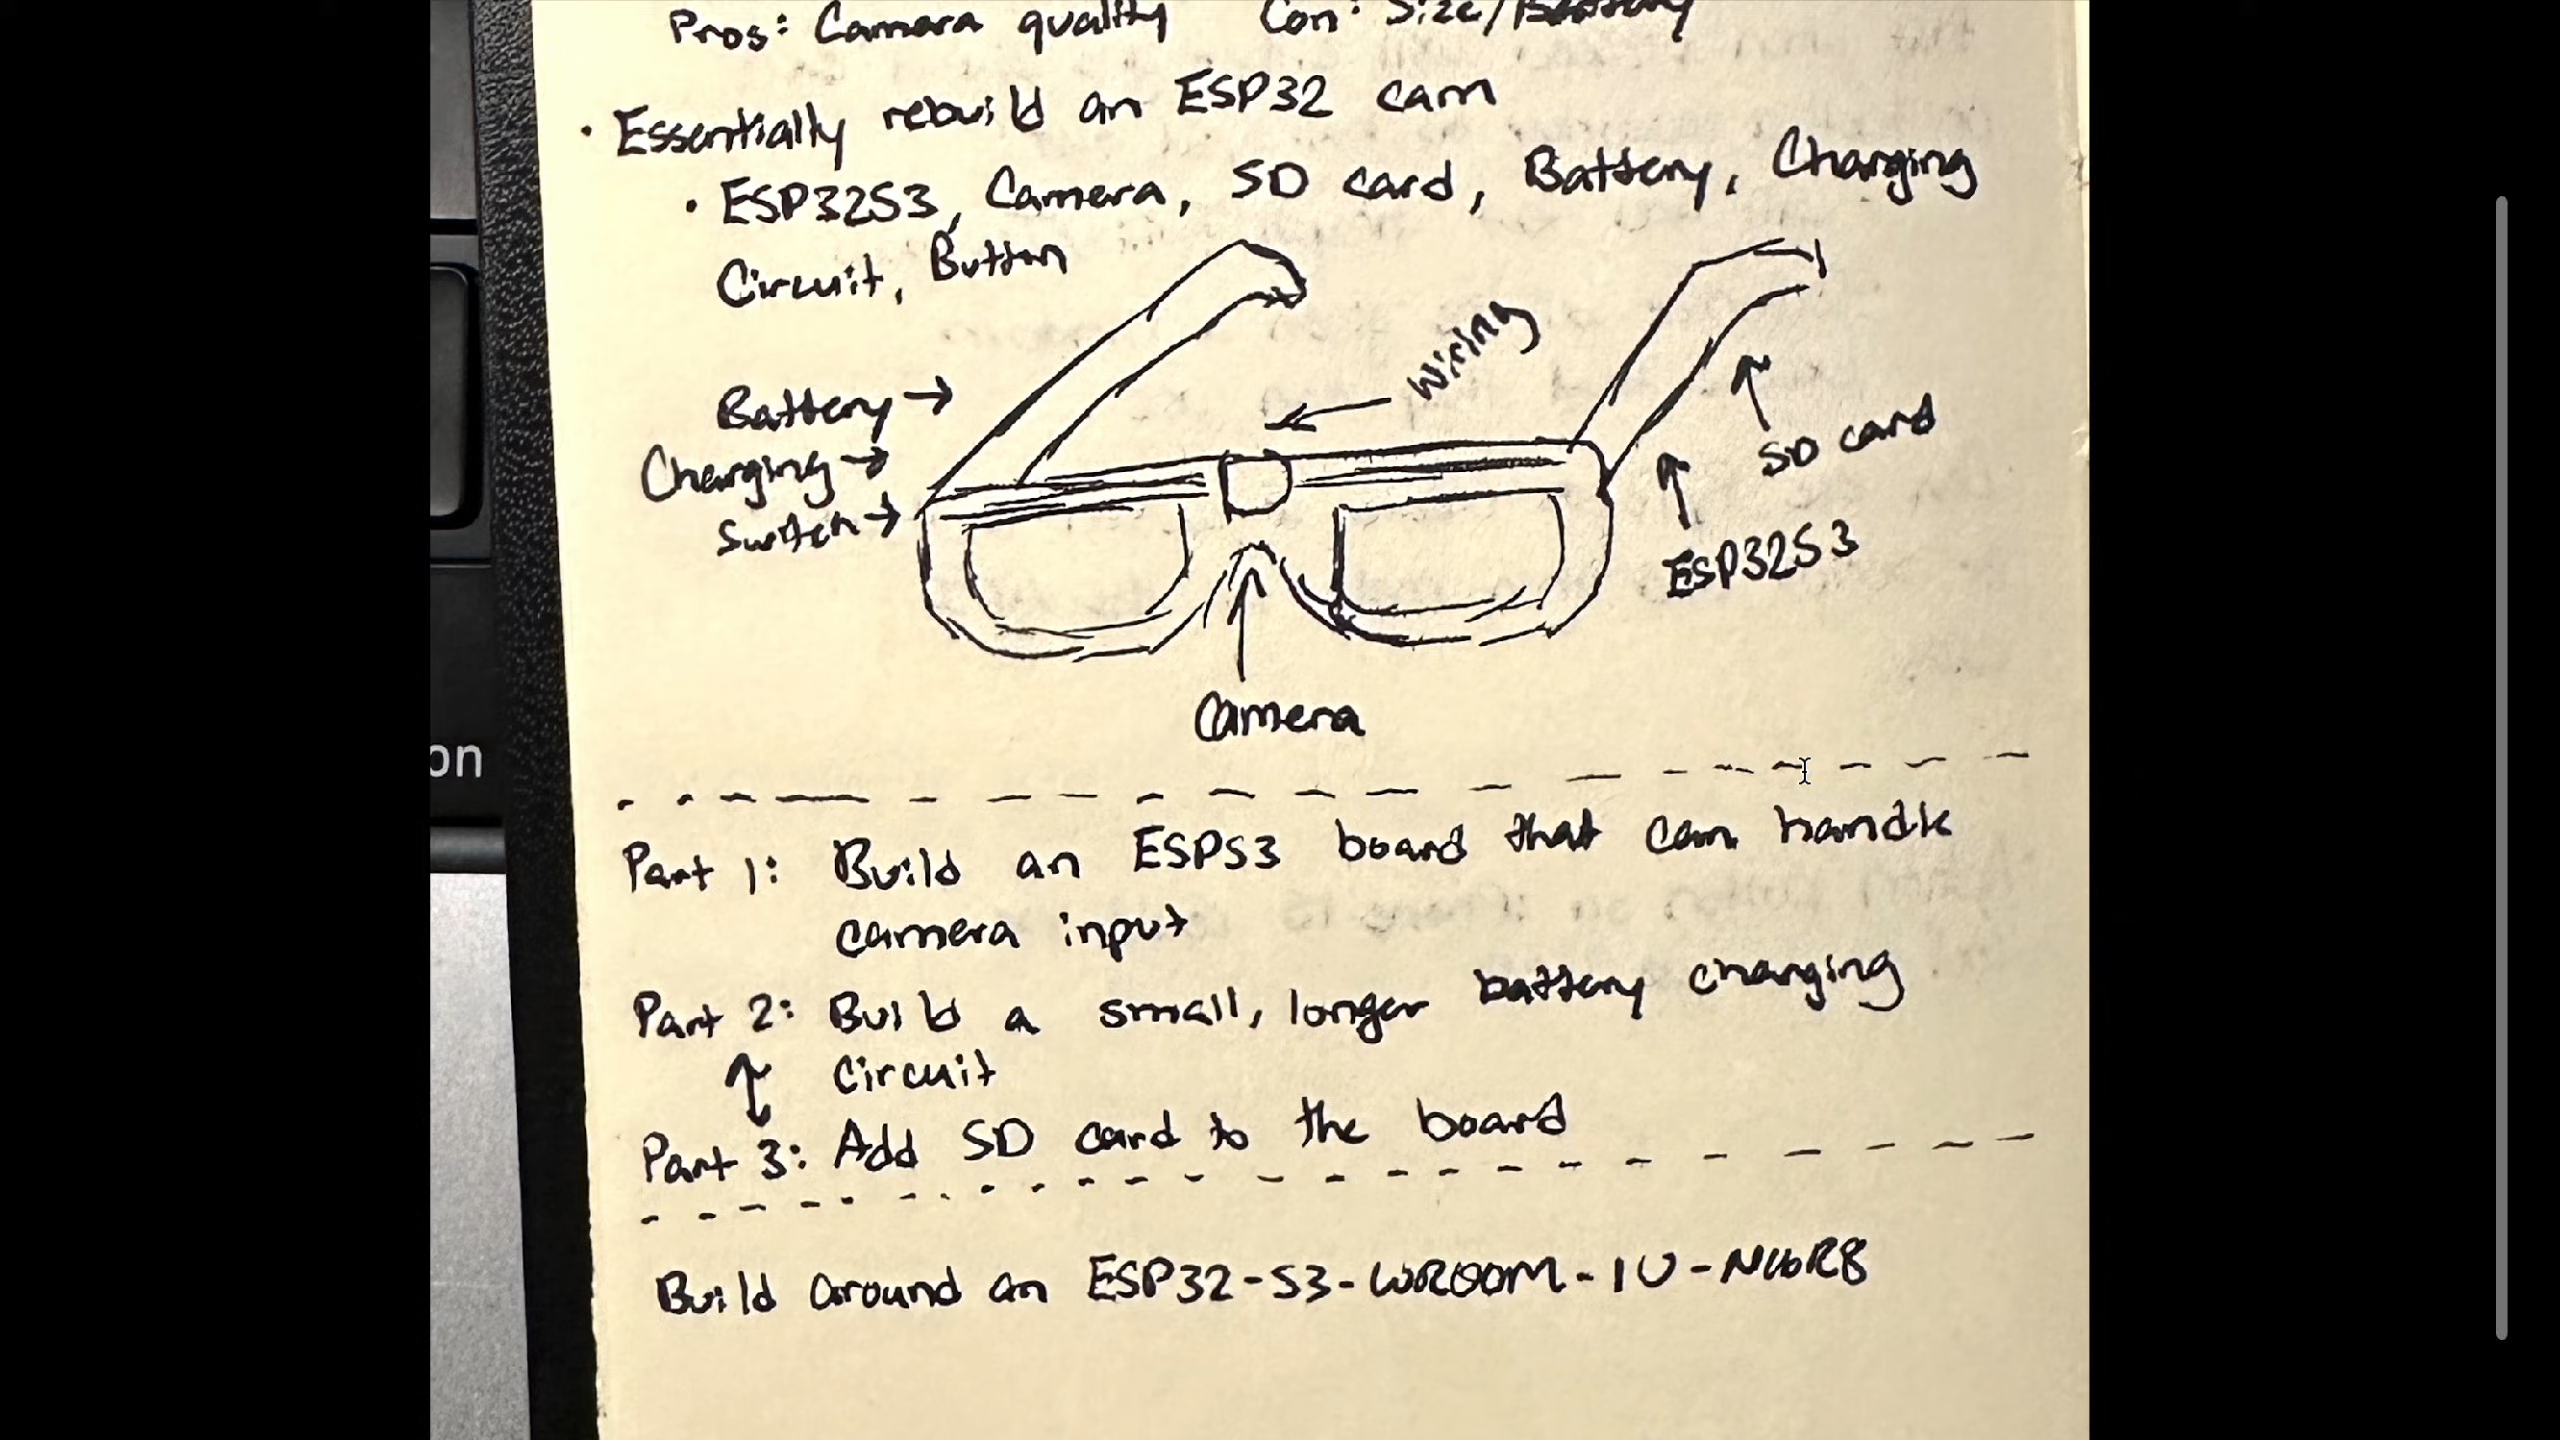 Pros: Camera quality Con: Size/Battery
• Essentially rebuild an ESP32 cam
• ESP32S3, Camera, SD card, Battery, Charging
Circuit, Button
Wiring
Battery →
Charging →
Switch →
SD card
ESP32S3
Camera
on
Part 1: Build an ESPS3 board that can handle
camera input
Part 2: Build a small, longer battery charging
circuit
Part 3: Add SD card to the board
Build around an ESP32-S3-WROOM-1U-N16R8